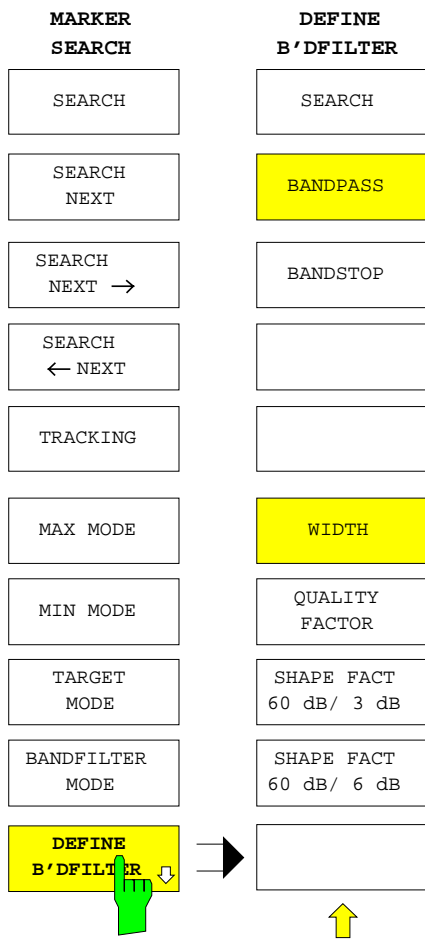 MARKER
SEARCH
SEARCH
SEARCH
NEXT
SEARCH
NEXT →
SEARCH
← NEXT
TRACKING
MAX MODE
MIN MODE
TARGET
MODE
BANDFILTER
MODE
DEFINE
B'DFILTER
DEFINE
B'DFILTER
SEARCH
BANDPASS
BANDSTOP
WIDTH
QUALITY
FACTOR
SHAPE FACT
60 dB/ 3 dB
SHAPE FACT
60 dB/ 6 dB